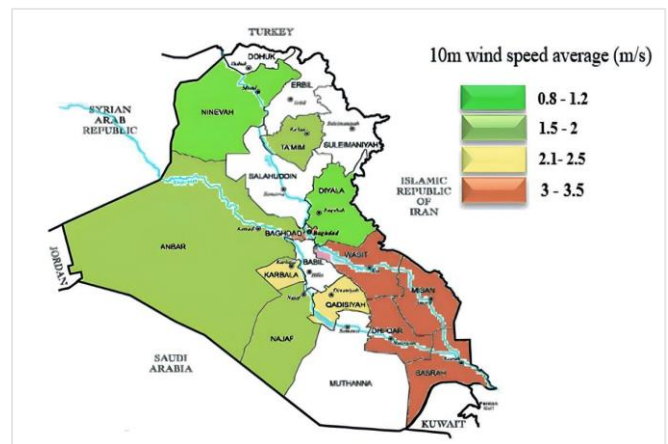 TURKEY
10m wind speed average (m/s)
0.8 - 1.2
1.5 - 2
2.1 - 2.5
3 - 3.5
DOHUK
ERBIL
NINEVAH
SYRIAN
ARAB
REPUBLIC
TA'MIM
SULEIMANIYAH
SALAHUDDIN
DIYALA
ISLAMIC
REPUBLIC
OF
IRAN
ANBAR
BAGHDAD
Baghdad
WASIT
BABIL
KARBALA
JORDAN
MISAN
QADISIYAH
NAJAF
DHI-QAR
SAUDI
ARABIA
MUTHANNA
BASRAH
KUWAIT